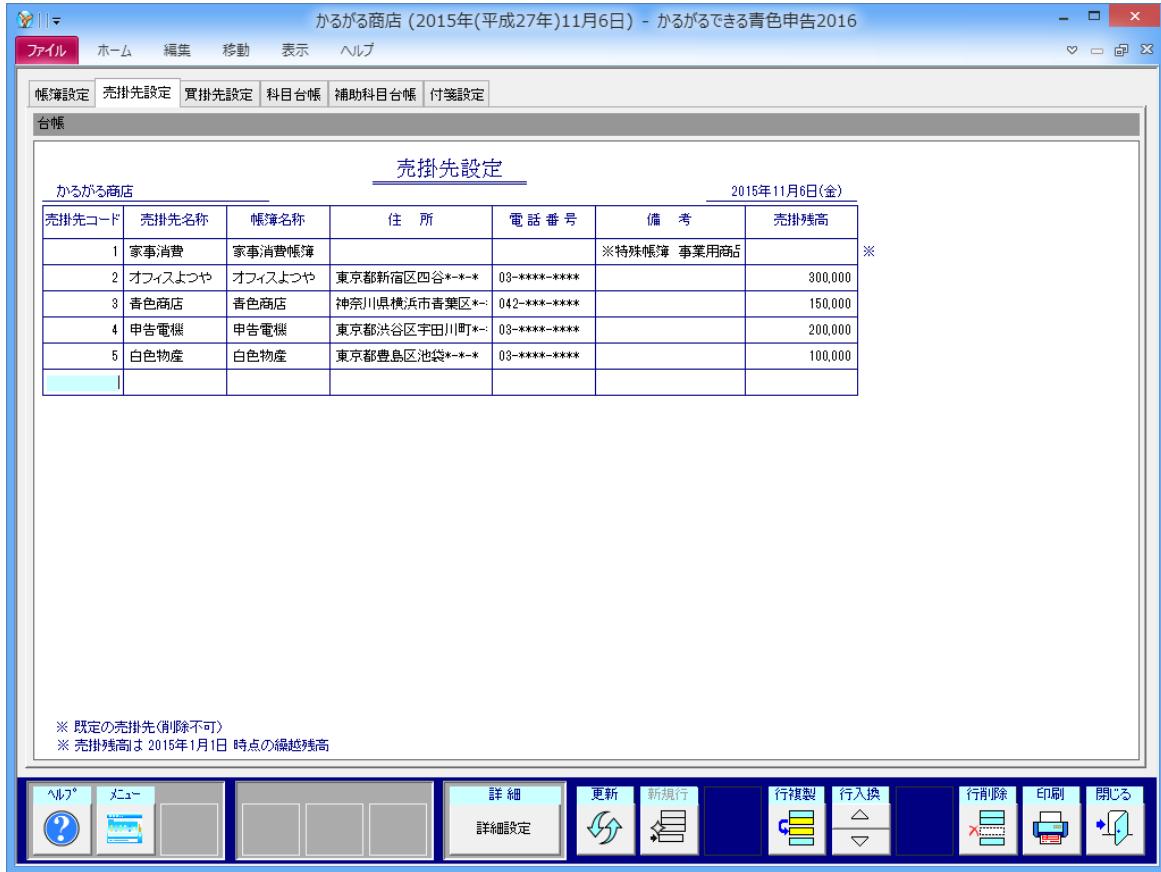 かるがる商店 (2015年(平成27年)11月6日) - かるがるできる青色申告2016
ファイル ホーム 編集 移動 表示 ヘルプ
帳簿設定 売掛先設定 買掛先設定 科目台帳 補助科目台帳 付箋設定
台帳
売掛先設定
かるがる商店 2015年11月6日(金)
売掛先コード 売掛先名称 帳簿名称 住 所 電話番号 備 考 売掛残高
1 家事消費 家事消費帳簿 ※特殊帳簿 事業用商品 ※
2 オフィスよつや オフィスよつや 東京都新宿区四谷*-*-* 03-****-**** 300,000
3 青色商店 青色商店 神奈川県横浜市青葉区*- 042-***-**** 150,000
4 申告電機 申告電機 東京都渋谷区宇田川町*- 03-****-**** 200,000
5 白色物産 白色物産 東京都豊島区池袋*-*-* 03-****-**** 100,000
※ 既定の売掛先(削除不可)
※ 売掛残高は 2015年1月1日 時点の繰越残高
ヘルプ メニュー 詳 細 更新 新規行 行複製 行入換 行削除 印刷 閉じる
詳細設定